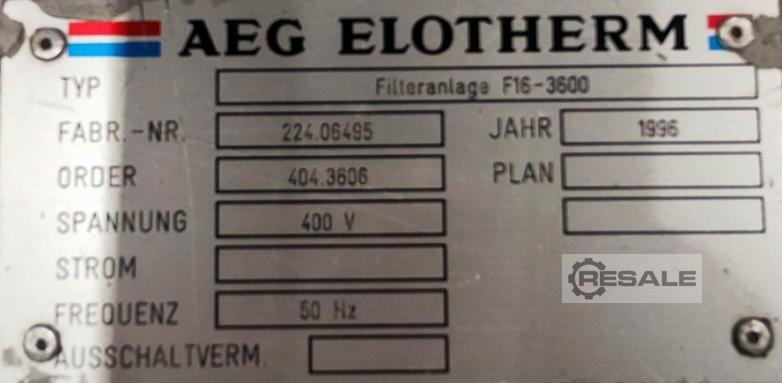 AEG ELOTHERM
TYP Filteranlage F16-3600
FABR.-NR. 224.06495 JAHR 1996
ORDER 404.3606 PLAN
SPANNUNG 400 V
STROM
RESALE
FREQUENZ 50 Hz
AUSSCHALTVERM.